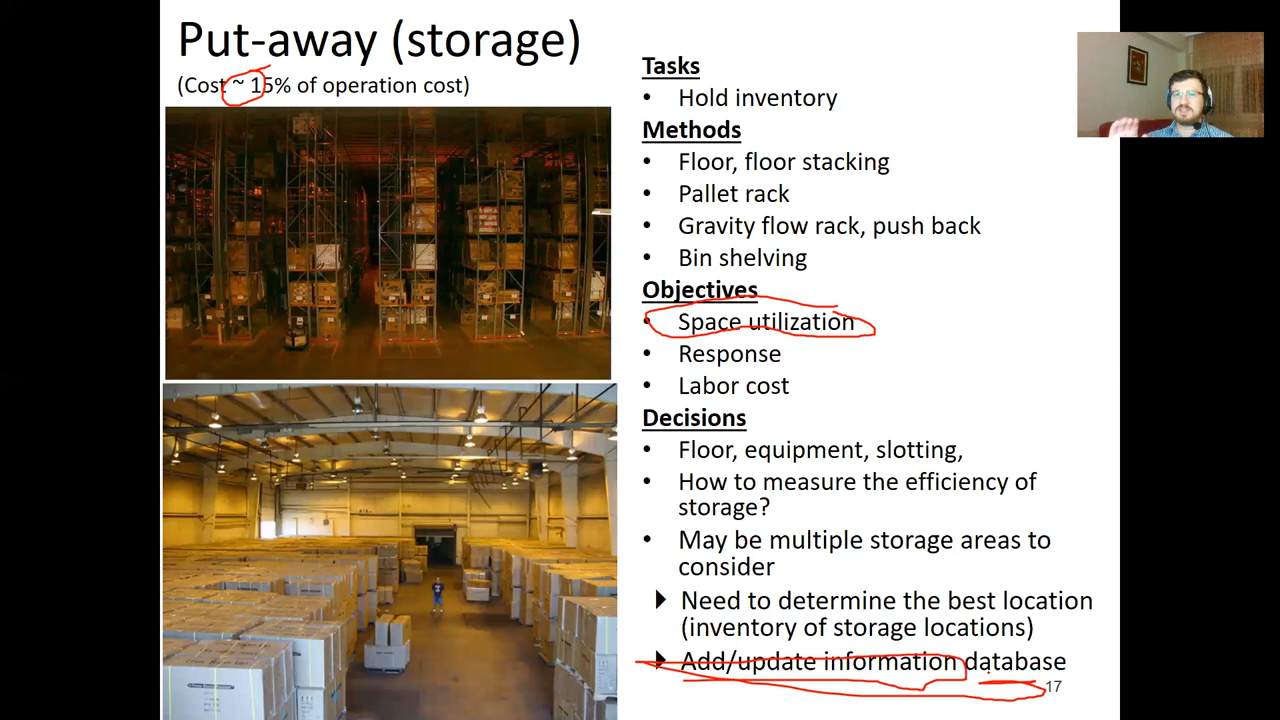 Put-away (storage)
(Cost ~ 15% of operation cost)
Tasks
• Hold inventory
Methods
• Floor, floor stacking
• Pallet rack
• Gravity flow rack, push back
• Bin shelving
Objectives
• Space utilization
• Response
• Labor cost
Decisions
• Floor, equipment, slotting,
• How to measure the efficiency of
storage?
• May be multiple storage areas to
consider
Need to determine the best location
(inventory of storage locations)
Add/update information database
17